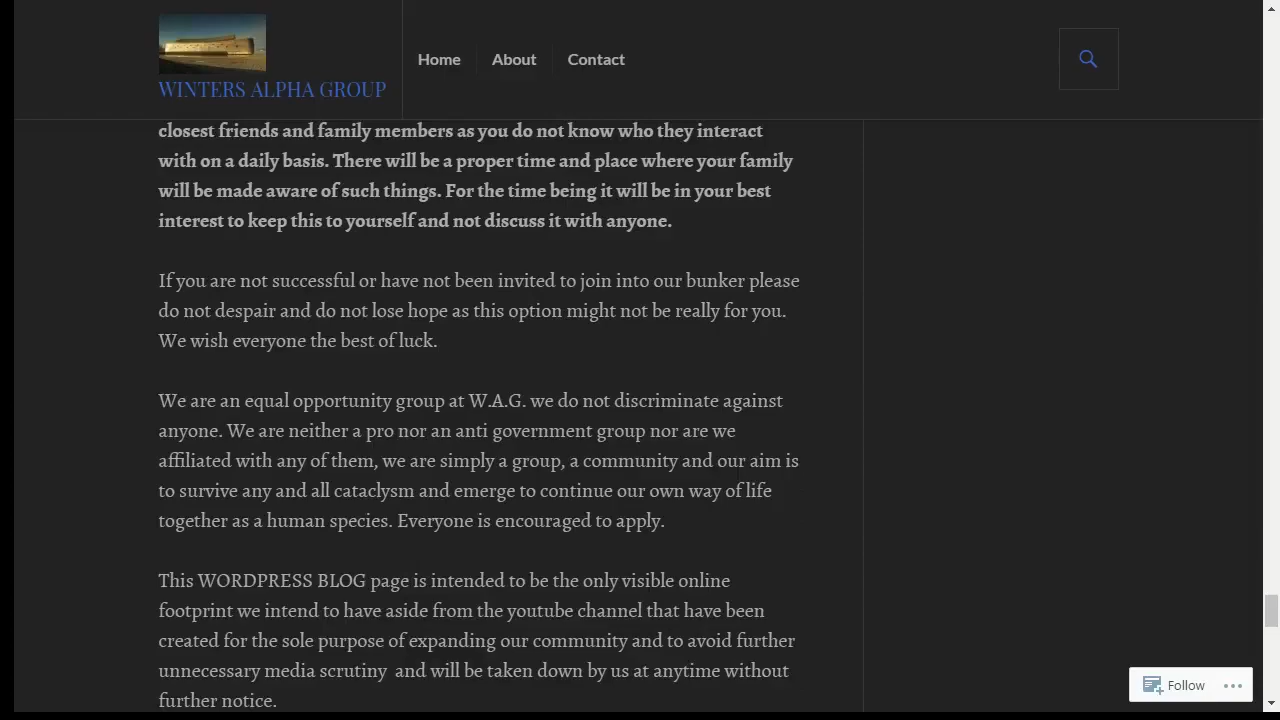 WINTERS ALPHA GROUP
Home
About
Contact
closest friends and family members as you do not know who they interact
with on a daily basis. There will be a proper time and place where your family
will be made aware of such things. For the time being it will be in your best
interest to keep this to yourself and not discuss it with anyone.
If you are not successful or have not been invited to join into our bunker please
do not despair and do not lose hope as this option might not be really for you.
We wish everyone the best of luck.
We are an equal opportunity group at W.A.G. we do not discriminate against
anyone. We are neither a pro nor an anti government group nor are we
affiliated with any of them, we are simply a group, a community and our aim is
to survive any and all cataclysm and emerge to continue our own way of life
together as a human species. Everyone is encouraged to apply.
This WORDPRESS BLOG page is intended to be the only visible online
footprint we intend to have aside from the youtube channel that have been
created for the sole purpose of expanding our community and to avoid further
unnecessary media scrutiny  and will be taken down by us at anytime without
further notice.
Follow